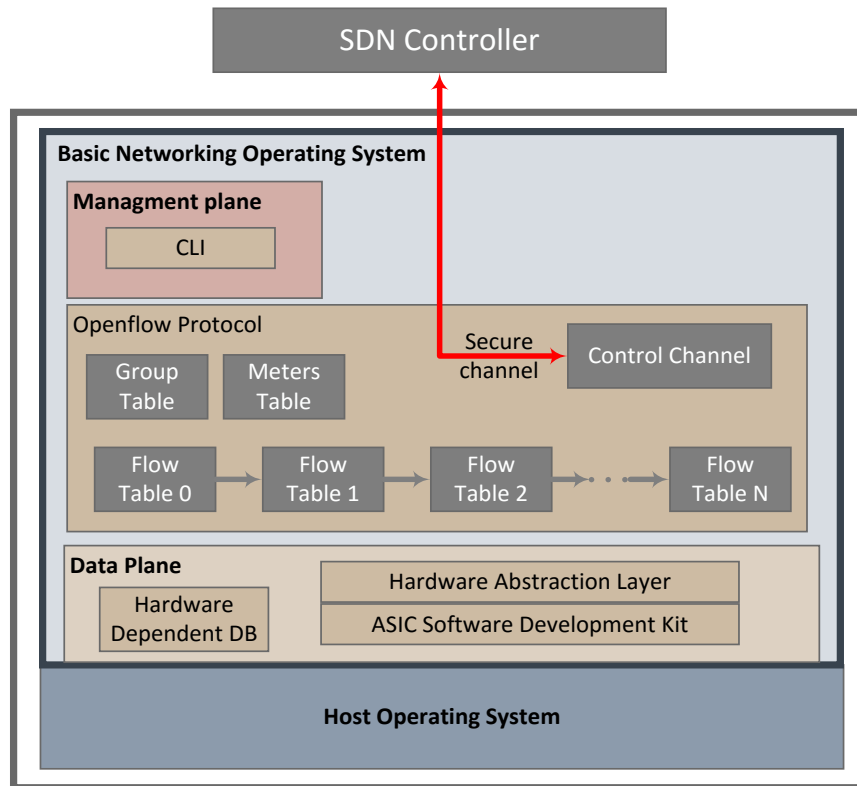 SDN Controller
Basic Networking Operating System
Managment plane
CLI
Openflow Protocol
Secure
channel
Control Channel
Group
Table
Meters
Table
Flow
Table 0
Flow
Table 1
Flow
Table 2
Flow
Table N
Data Plane
Hardware
Dependent DB
Hardware Abstraction Layer
ASIC Software Development Kit
Host Operating System